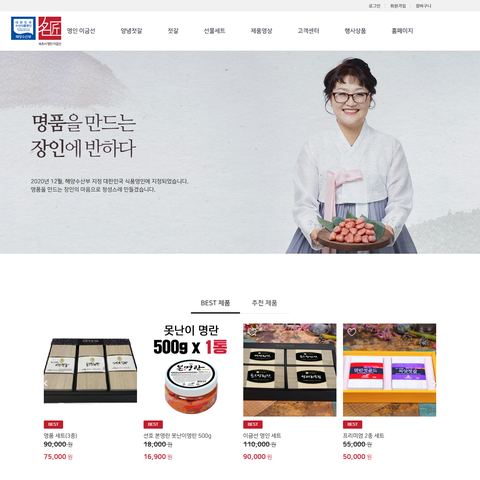 로그인 회원가입 장바구니
名匠
해양수산부
명인 이금선 양념젓갈 젓갈 선물세트 제품영상 고객센터 행사상품 홈페이지
명품을 만드는
장인에 반하다
2020년 12월, 해양수산부 지정 대한민국 식품명인에 지정되었습니다.
명품을 만드는 장인의 마음으로 정성스레 만들겠습니다.
BEST 제품 추천 제품
못난이 명란
500g x 1통
BEST BEST BEST BEST
명품 세트(3종) 선호 본명란 못난이명란 500g 이금선 명인 세트 프리미엄 2종 세트
90,000 원 18,000 원 110,000 원 55,000 원
75,000 원 16,900 원 90,000 원 50,000 원